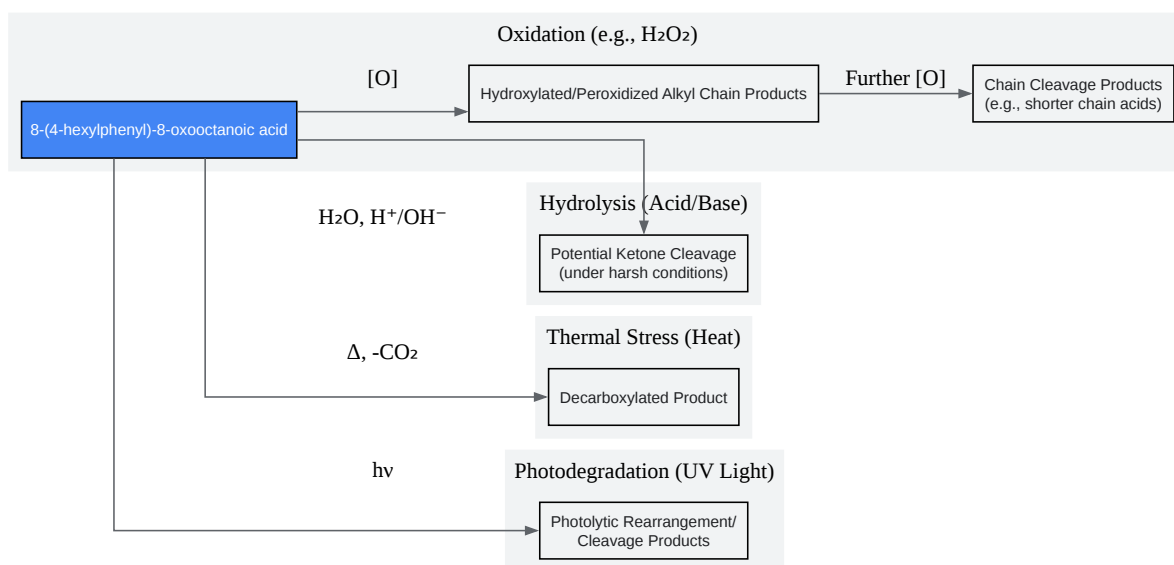 Oxidation (e.g., H₂O₂)
[O]
Further [O]
8-(4-hexylphenyl)-8-oxooctanoic acid
Hydroxylated/Peroxidized Alkyl Chain Products
Chain Cleavage Products
(e.g., shorter chain acids)
H₂O, H⁺/OH⁻
Hydrolysis (Acid/Base)
Potential Ketone Cleavage
(under harsh conditions)
Δ, -CO₂
Thermal Stress (Heat)
Decarboxylated Product
hν
Photodegradation (UV Light)
Photolytic Rearrangement/
Cleavage Products